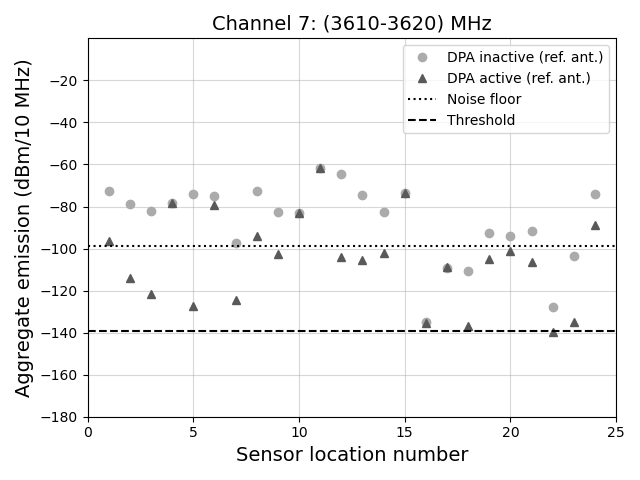 Channel 7: (3610-3620) MHz
DPA inactive (ref. ant.)
DPA active (ref. ant.)
Noise floor
Threshold
Aggregate emission (dBm/10 MHz)
−20
−40
−60
−80
−100
−120
−140
−160
−180
0 5 10 15 20 25
Sensor location number